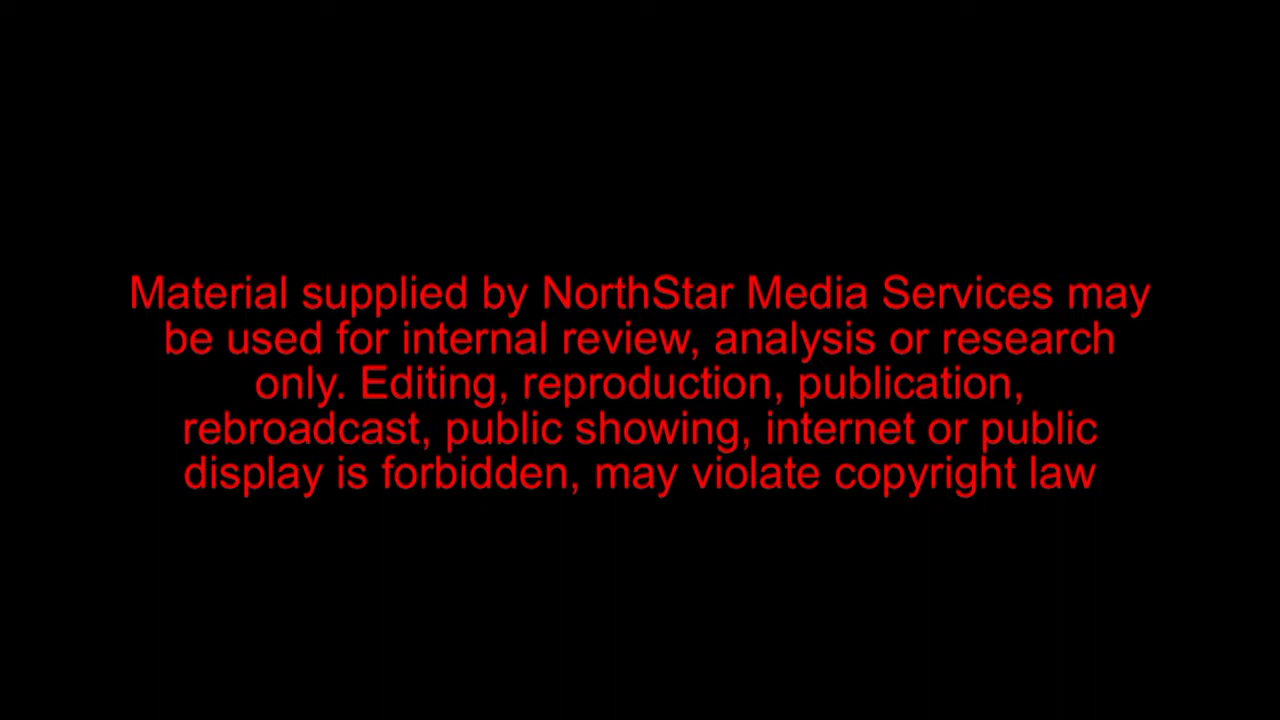 Material supplied by NorthStar Media Services may
be used for internal review, analysis or research
only. Editing, reproduction, publication,
rebroadcast, public showing, internet or public
display is forbidden, may violate copyright law